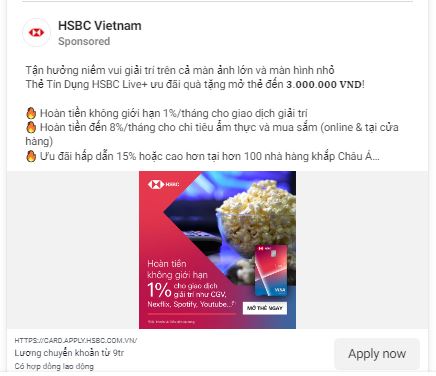 HSBC Vietnam
Sponsored
Tận hưởng niềm vui giải trí trên cả màn ảnh lớn và màn hình nhỏ
Thẻ Tín Dụng HSBC Live+ ưu đãi quà tặng mở thẻ đến 3.000.000 VND!
🔥 Hoàn tiền không giới hạn 1%/tháng cho giao dịch giải trí
🔥 Hoàn tiền đến 8%/tháng cho chi tiêu ẩm thực và mua sắm (online & tại cửa
hàng)
🔥 Ưu đãi hấp dẫn 15% hoặc cao hơn tại hơn 100 nhà hàng khắp Châu Á...
HSBC
Hoàn tiền
không giới hạn
1% cho giao dịch
giải trí như CGV,
Nexflix, Spotify, Youtube...
VISA
MỞ THẺ NGAY
HTTPS://CARD.APPLY.HSBC.COM.VN/
Lương chuyển khoản từ 9tr
Có hợp đồng lao động
Apply now